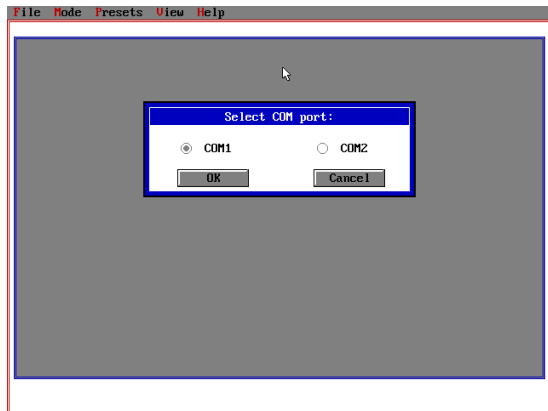 File Mode Presets View Help
Select COM port:
COM1 COM2
OK Cancel